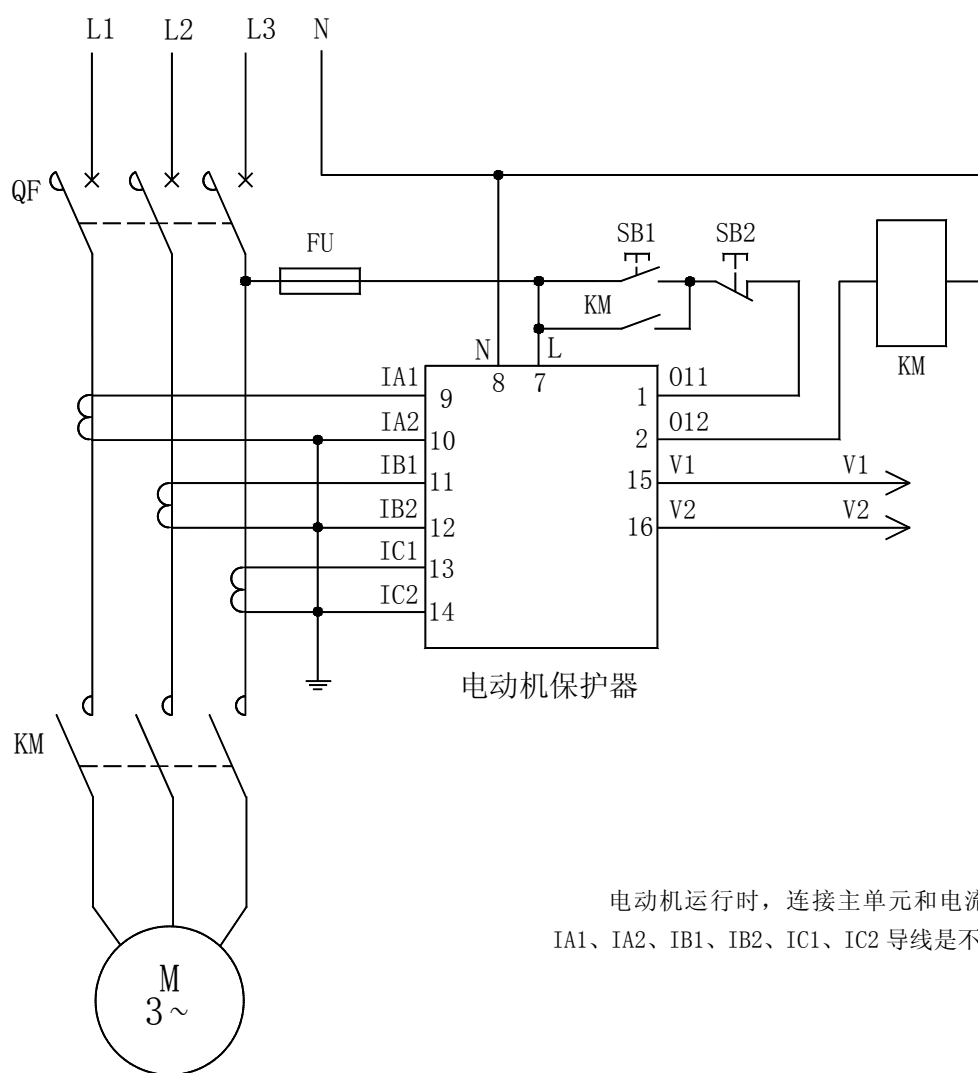 L1 L2 L3 N
QF
FU SB1 SB2
KM
KM
N L
8 7
IA1 9 1 O11
IA2 10 2 O12
IB1 11 15 V1 V1
IB2 12 16 V2 V2
IC1 13
IC2 14
电动机保护器
KM
电动机运行时，连接主单元和电流
IA1、IA2、IB1、IB2、IC1、IC2 导线是不
M
3~